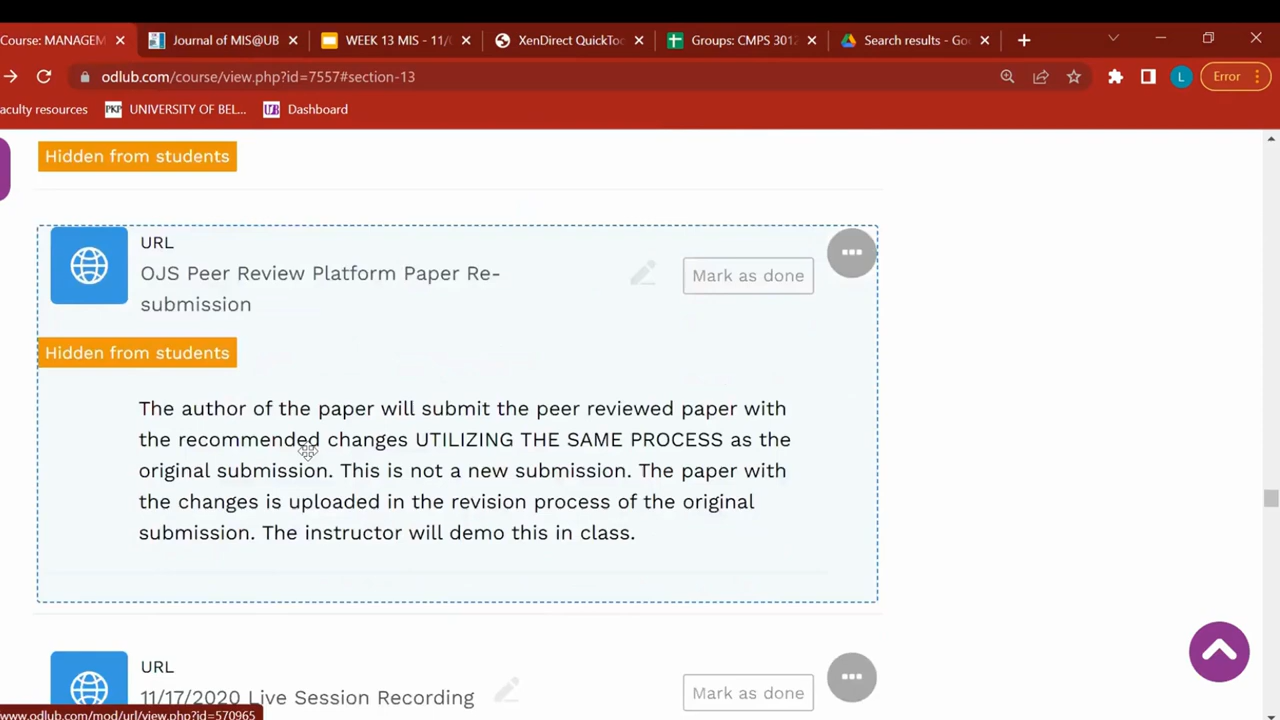 Course: MANAGEM
Journal of MIS@UB
WEEK 13 MIS - 11/
XenDirect QuickToo
Groups: CMPS 3012
Search results - Go
odlub.com/course/view.php?id=7557#section-13
L
Error
aculty resources
PKP
UNIVERSITY OF BEL...
UB
Dashboard
Hidden from students
URL
OJS Peer Review Platform Paper Re-
submission
Mark as done
Hidden from students
The author of the paper will submit the peer reviewed paper with
the recommended changes UTILIZING THE SAME PROCESS as the
original submission. This is not a new submission. The paper with
the changes is uploaded in the revision process of the original
submission. The instructor will demo this in class.
URL
11/17/2020 Live Session Recording
Mark as done
www.odlub.com/mod/url/view.php?id=570965